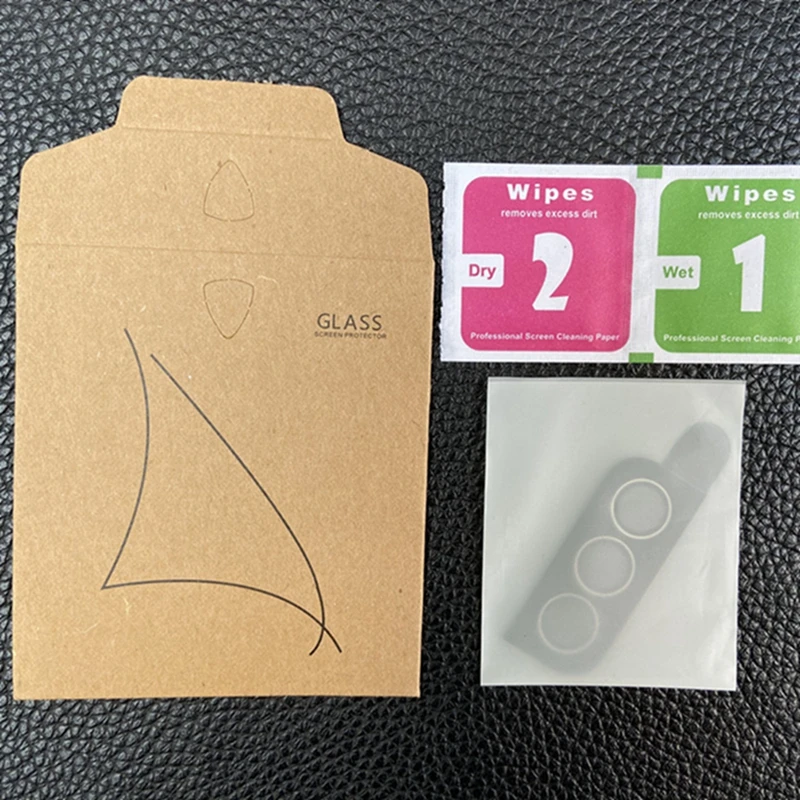 GLASS
SCREEN PROTECTOR
Wipes
removes excess dirt
Dry
2
Professional Screen Cleaning Paper
Wipes
removes excess dirt
Wet
1
Professional Screen Cleaning P